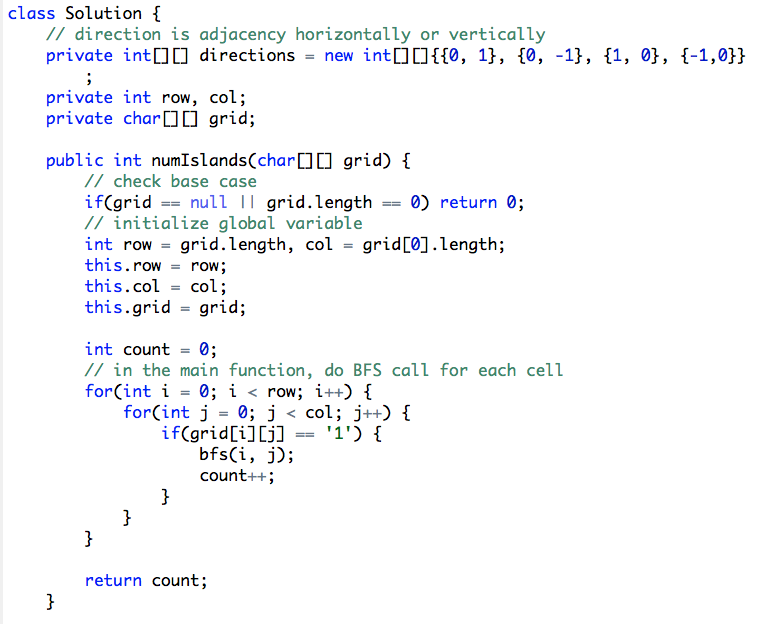 class Solution {
    // direction is adjacency horizontally or vertically
    private int[][] directions = new int[][]{{0, 1}, {0, -1}, {1, 0}, {-1,0}}
        ;
    private int row, col;
    private char[][] grid;

    public int numIslands(char[][] grid) {
        // check base case
        if(grid == null || grid.length == 0) return 0;
        // initialize global variable
        int row = grid.length, col = grid[0].length;
        this.row = row;
        this.col = col;
        this.grid = grid;

        int count = 0;
        // in the main function, do BFS call for each cell
        for(int i = 0; i < row; i++) {
            for(int j = 0; j < col; j++) {
                if(grid[i][j] == '1') {
                    bfs(i, j);
                    count++;
                }
            }
        }

        return count;
    }